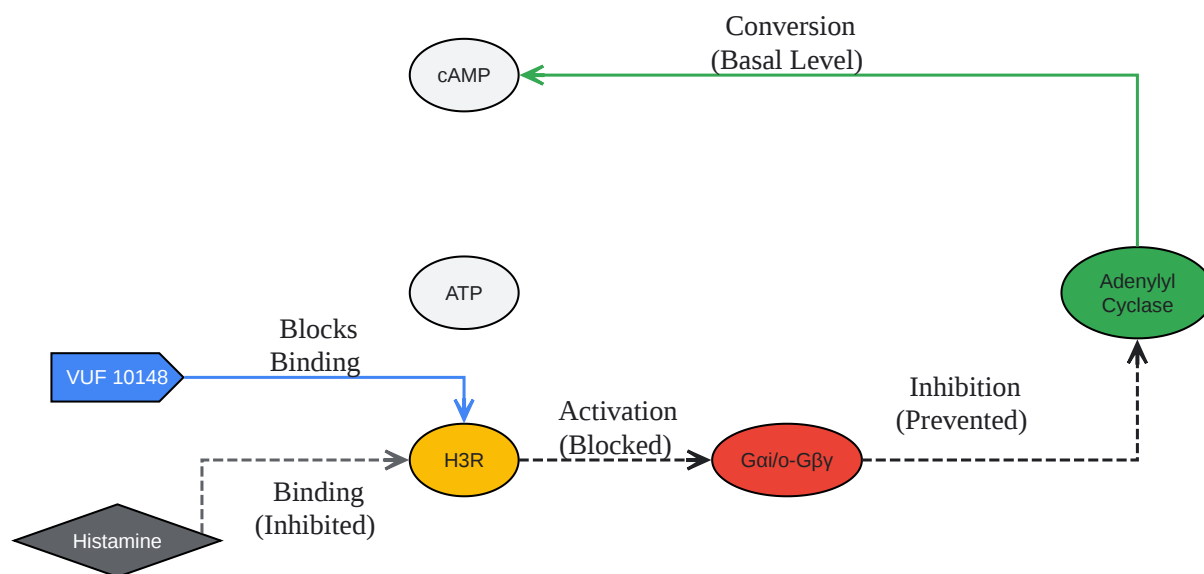 Conversion
(Basal Level)
cAMP
Adenylyl
Cyclase
ATP
Blocks
Binding
VUF 10148
Activation
(Blocked)
Inhibition
(Prevented)
H3R
Gαi/o-Gβγ
Binding
(Inhibited)
Histamine